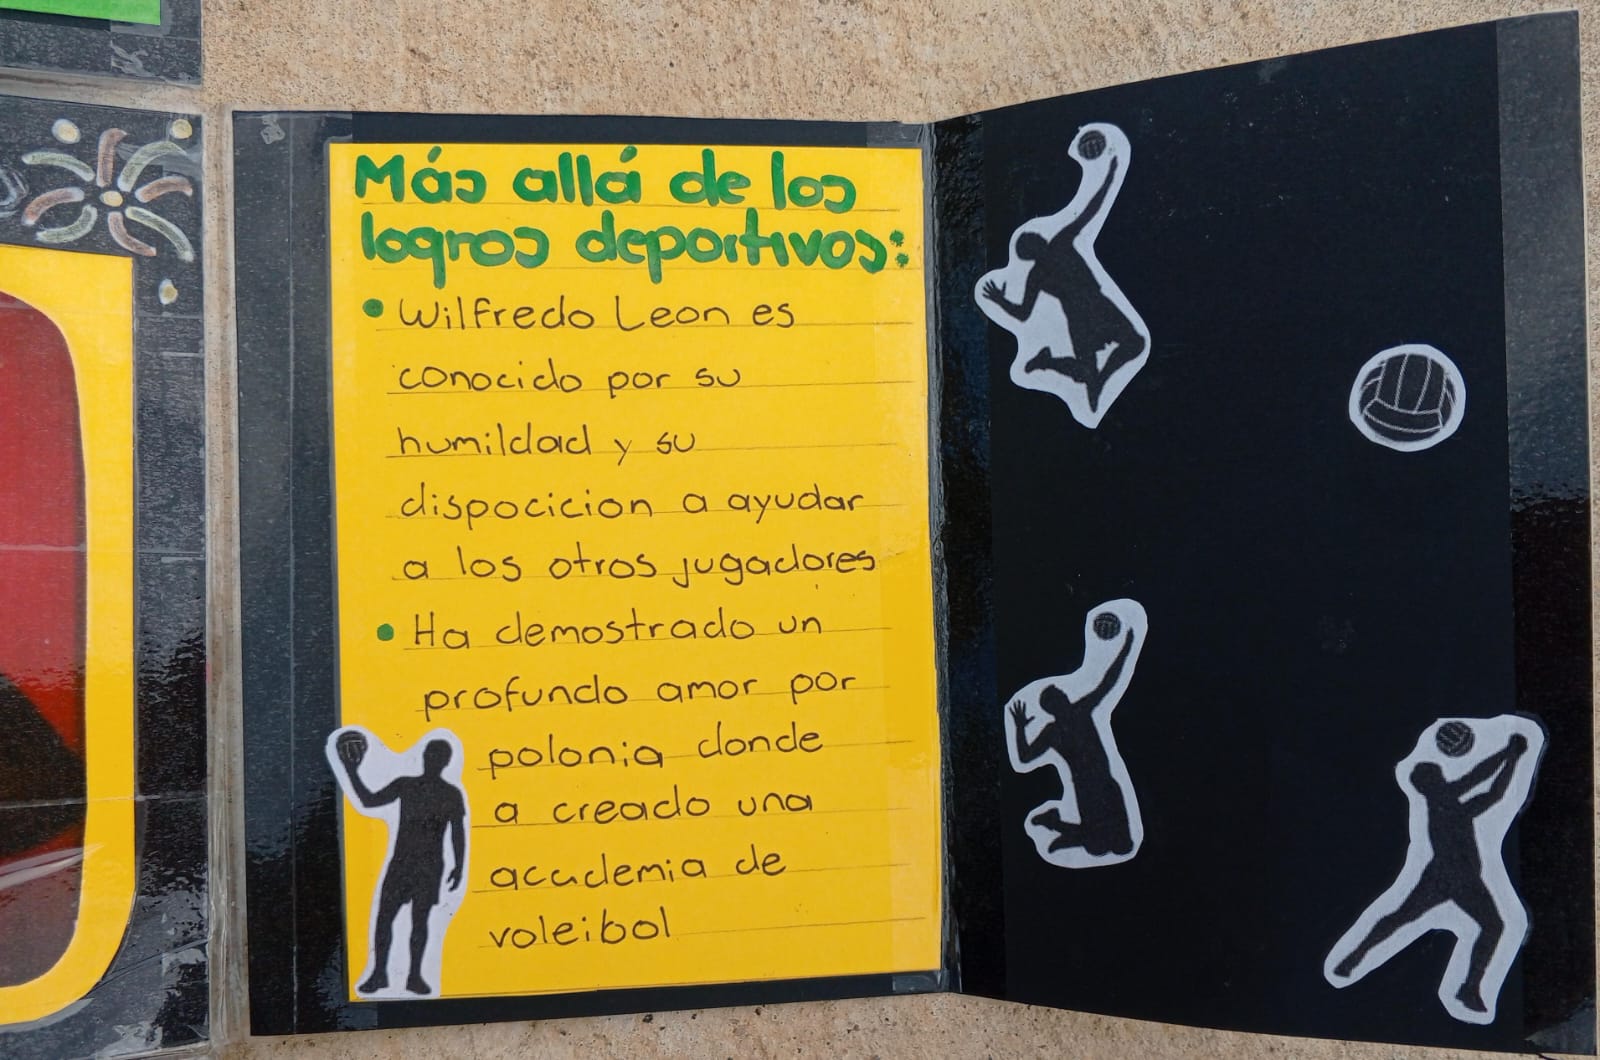 Más allá de los
logros deportivos:
• Wilfredo Leon es
conocido por su
humildad y su
dispocicion a ayudar
a los otros jugadores
• Ha demostrado un
profundo amor por
polonia donde
a creado una
academia de
voleibol